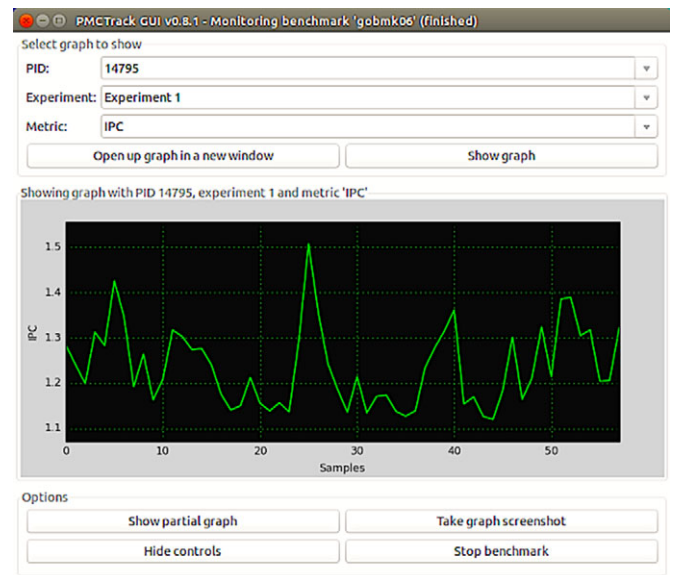 PMCTrack GUI v0.8.1 - Monitoring benchmark 'gobmk06' (finished)
Select graph to show
PID: 14795
Experiment: Experiment 1
Metric: IPC
Open up graph in a new window Show graph
Showing graph with PID 14795, experiment 1 and metric 'IPC'
1.5
1.4
1.3
1.2
1.1
IPC
0 10 20 30 40 50
Samples
Options
Show partial graph Take graph screenshot
Hide controls Stop benchmark